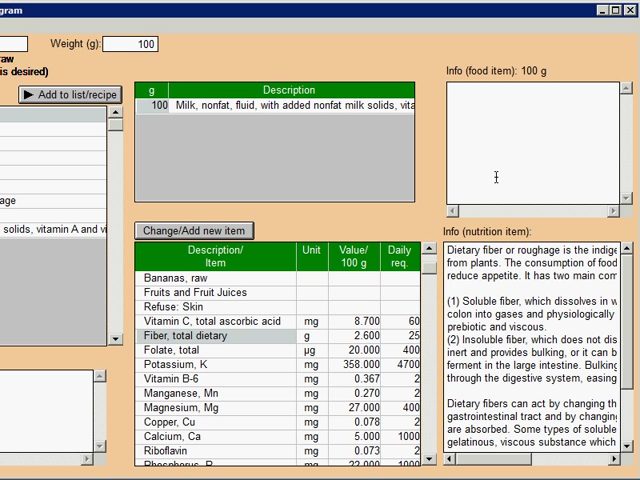 gram
Weight (g): 100
raw
is desired)
Add to list/recipe
age
solids, vitamin A and vi
g Description
100 Milk, nonfat, fluid, with added nonfat milk solids, vita
Info (food item): 100 g
Change/Add new item
Description/ Item Unit Value/ 100 g Daily req.
Bananas, raw
Fruits and Fruit Juices
Refuse: Skin
Vitamin C, total ascorbic acid mg 8.700 60
Fiber, total dietary g 2.600 25
Folate, total µg 20.000 400
Potassium, K mg 358.000 4700
Vitamin B-6 mg 0.367 2
Manganese, Mn mg 0.270 2
Magnesium, Mg mg 27.000 400
Copper, Cu mg 0.078 2
Calcium, Ca mg 5.000 1000
Riboflavin mg 0.073 2
Phosphorus, P mg 22.000 1000
Info (nutrition item):
Dietary fiber or roughage is the indige
from plants. The consumption of food
reduce appetite. It has two main com
(1) Soluble fiber, which dissolves in w
colon into gases and physiologically
prebiotic and viscous.
(2) Insoluble fiber, which does not dis
inert and provides bulking, or it can b
ferment in the large intestine. Bulking
through the digestive system, easing
Dietary fibers can act by changing th
gastrointestinal tract and by changing
are absorbed. Some types of soluble
gelatinous, viscous substance which